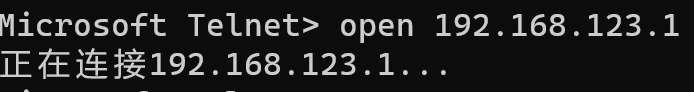 Microsoft Telnet> open 192.168.123.1
正在连接192.168.123.1...